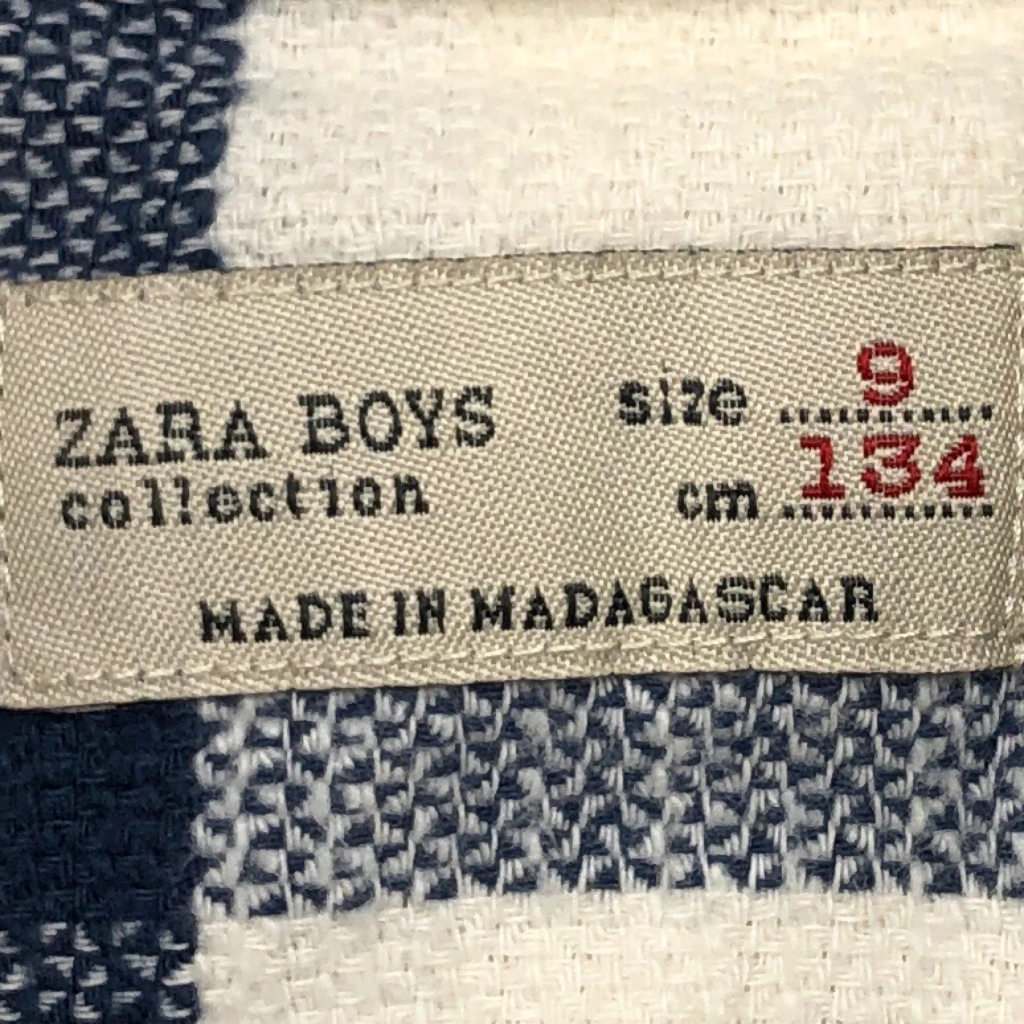 ZARA BOYS
collection
size 9
cm 134
MADE IN MADAGASCAR